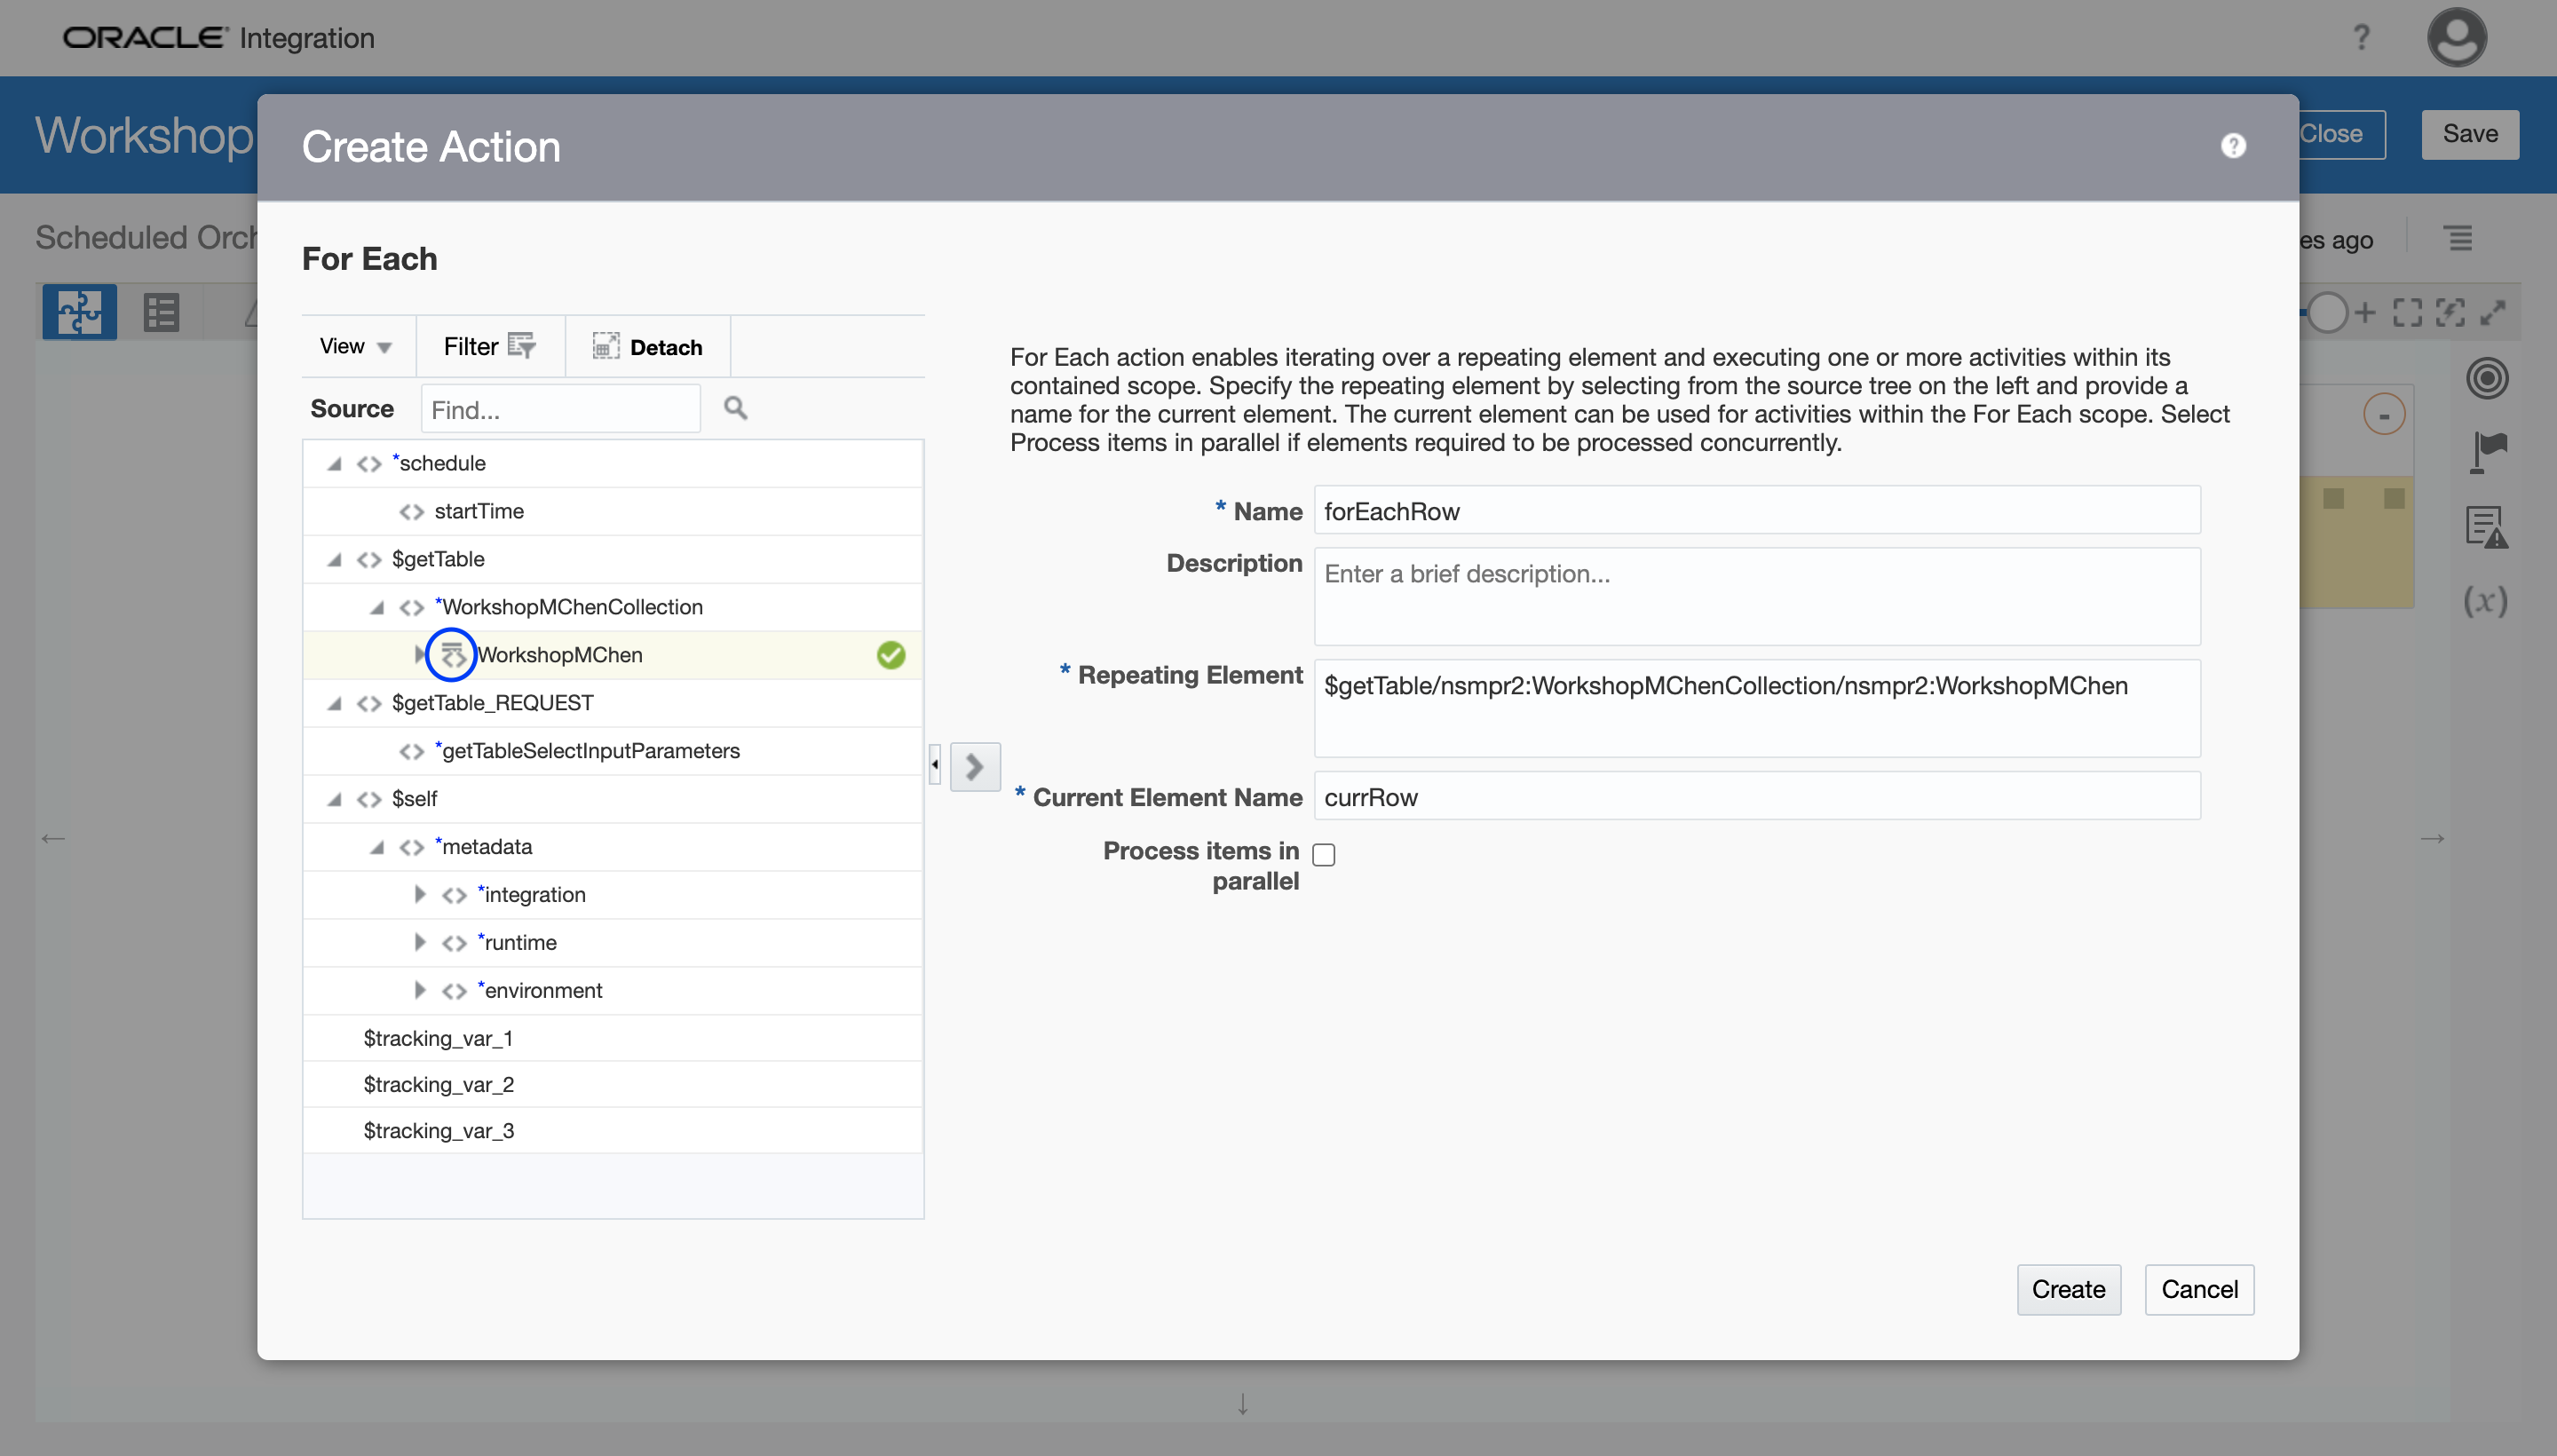 ORACLE Integration
?
Workshop
Create Action
?
Close
Save
Scheduled Orch
es ago
For Each
View
Filter
Detach
Source
Find...
*schedule
startTime
$getTable
*WorkshopMChenCollection
WorkshopMChen
$getTable_REQUEST
*getTableSelectInputParameters
$self
*metadata
*integration
*runtime
*environment
$tracking_var_1
$tracking_var_2
$tracking_var_3
For Each action enables iterating over a repeating element and executing one or more activities within its
contained scope. Specify the repeating element by selecting from the source tree on the left and provide a
name for the current element. The current element can be used for activities within the For Each scope. Select
Process items in parallel if elements required to be processed concurrently.
* Name
forEachRow
Description
Enter a brief description...
* Repeating Element
$getTable/nsmpr2:WorkshopMChenCollection/nsmpr2:WorkshopMChen
* Current Element Name
currRow
Process items in
parallel
(x)
Create
Cancel